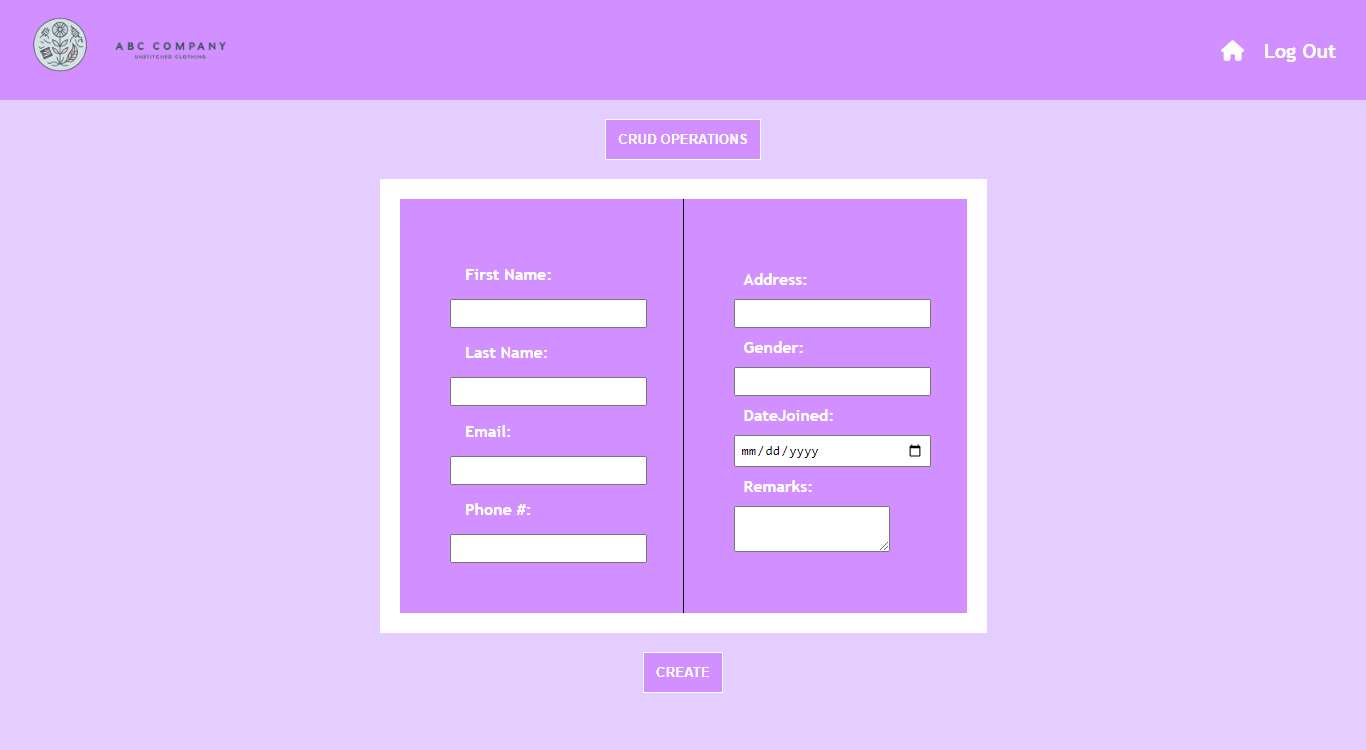 ABC COMPANY
UNSTITCHED CLOTHING
Log Out
CRUD OPERATIONS
First Name:
Last Name:
Email:
Phone #:
Address:
Gender:
DateJoined:
mm/dd/yyyy
Remarks:
CREATE